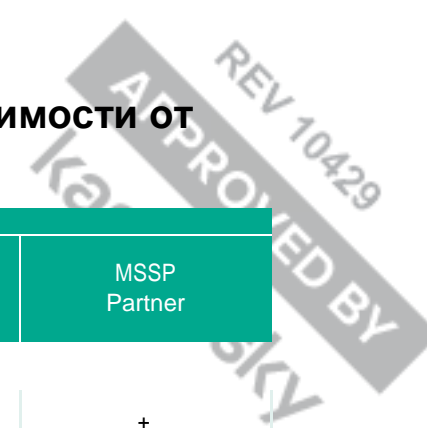 имости от
REV 10429
APPROVED BY
kaspersky
MSSP
Partner
+